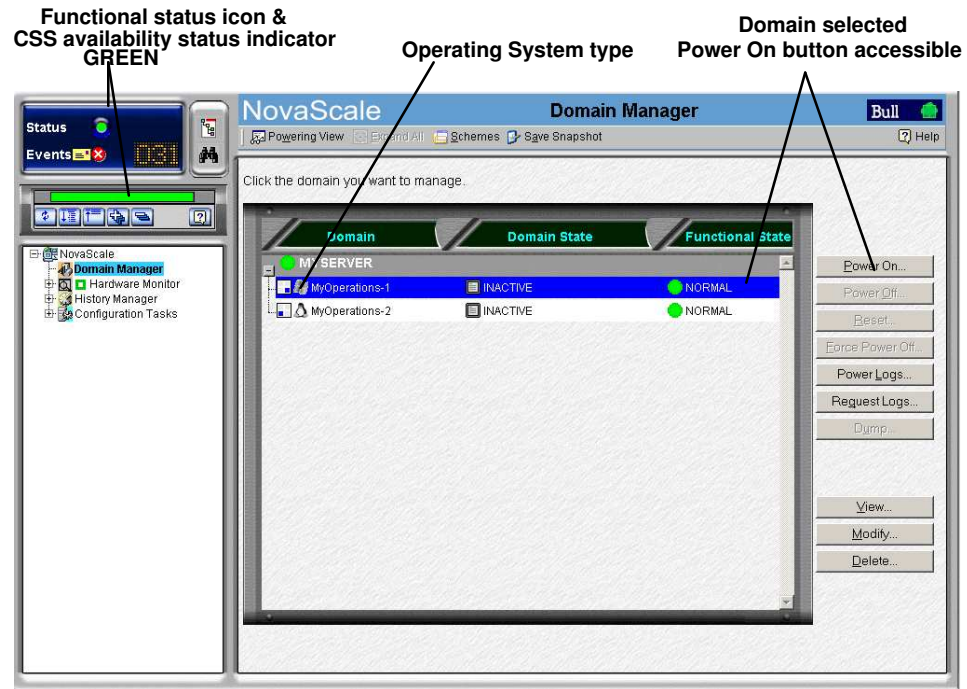 Functional status icon &
CSS availability status indicator
GREEN
Operating System type
Domain selected
Power On button accessible
Status
Events
031
NovaScale
Domain Manager
Bull
Powering View Expand All Schemes Save Snapshot
Help
Click the domain you want to manage.
Domain
Domain State
Functional State
MYSERVER
MyOperations-1 INACTIVE NORMAL
MyOperations-2 INACTIVE NORMAL
NovaScale
Domain Manager
Hardware Monitor
History Manager
Configuration Tasks
Power On...
Power Off...
Reset...
Force Power Off...
Power Logs...
Request Logs...
Dump...
View...
Modify...
Delete...